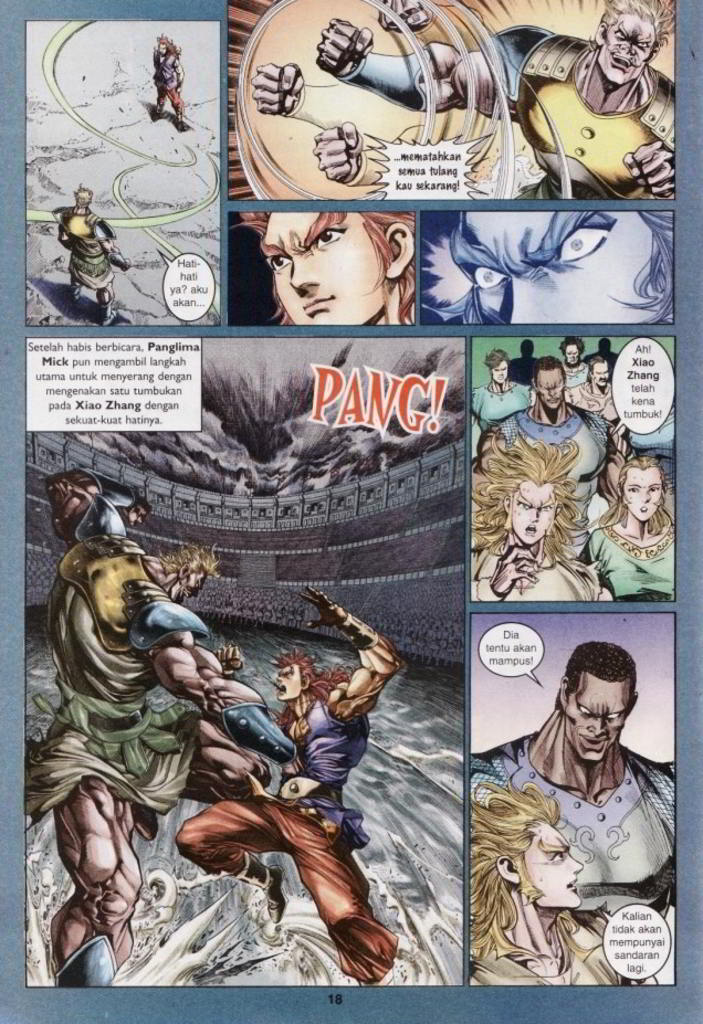 Hati-
hati
ya? aku
akan...
...mematahkan
semua tulang
kau sekarang!
Setelah habis berbicara, Panglima
Mick pun mengambil langkah
utama untuk menyerang dengan
mengenakan satu tumbukan
pada Xiao Zhang dengan
sekuat-kuat hatinya.
PANG!
Ah!
Xiao
Zhang
telah
kena
tumbuk!
Dia
tentu akan
mampus!
Kalian
tidak akan
mempunyai
sandaran
lagi.
18